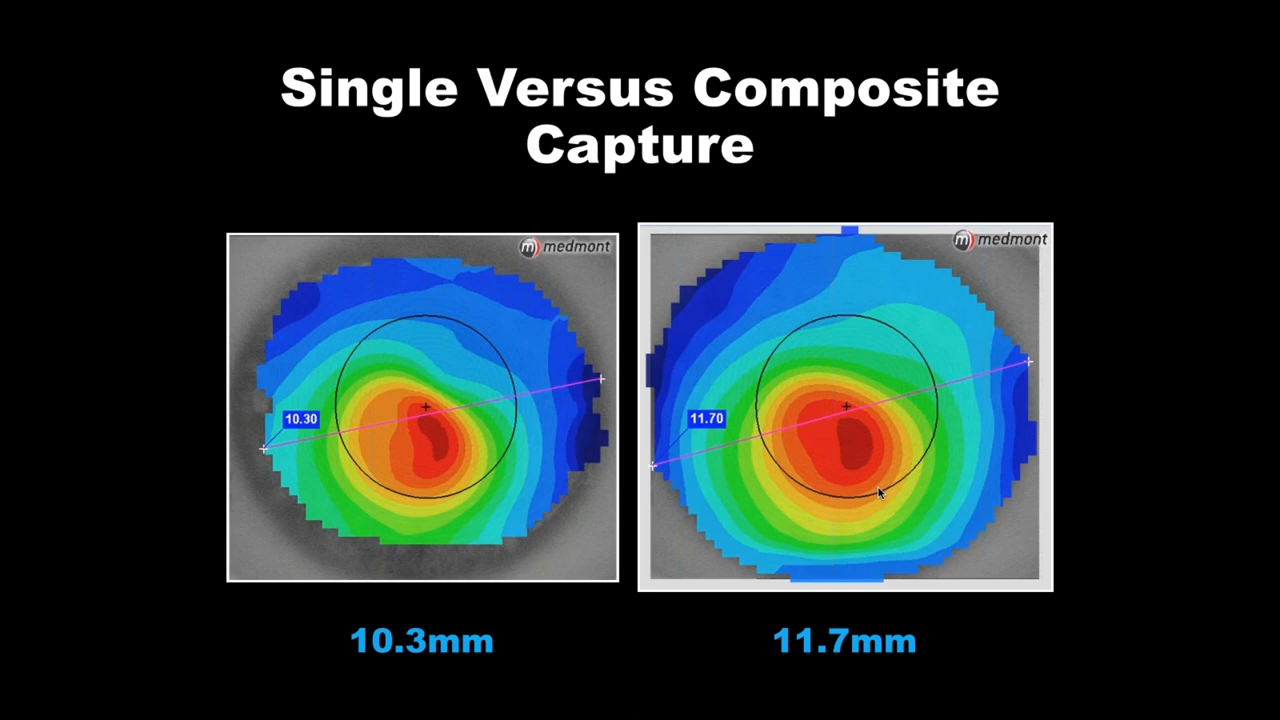 Single Versus Composite
Capture
medmont
10.30
medmont
11.70
10.3mm
11.7mm